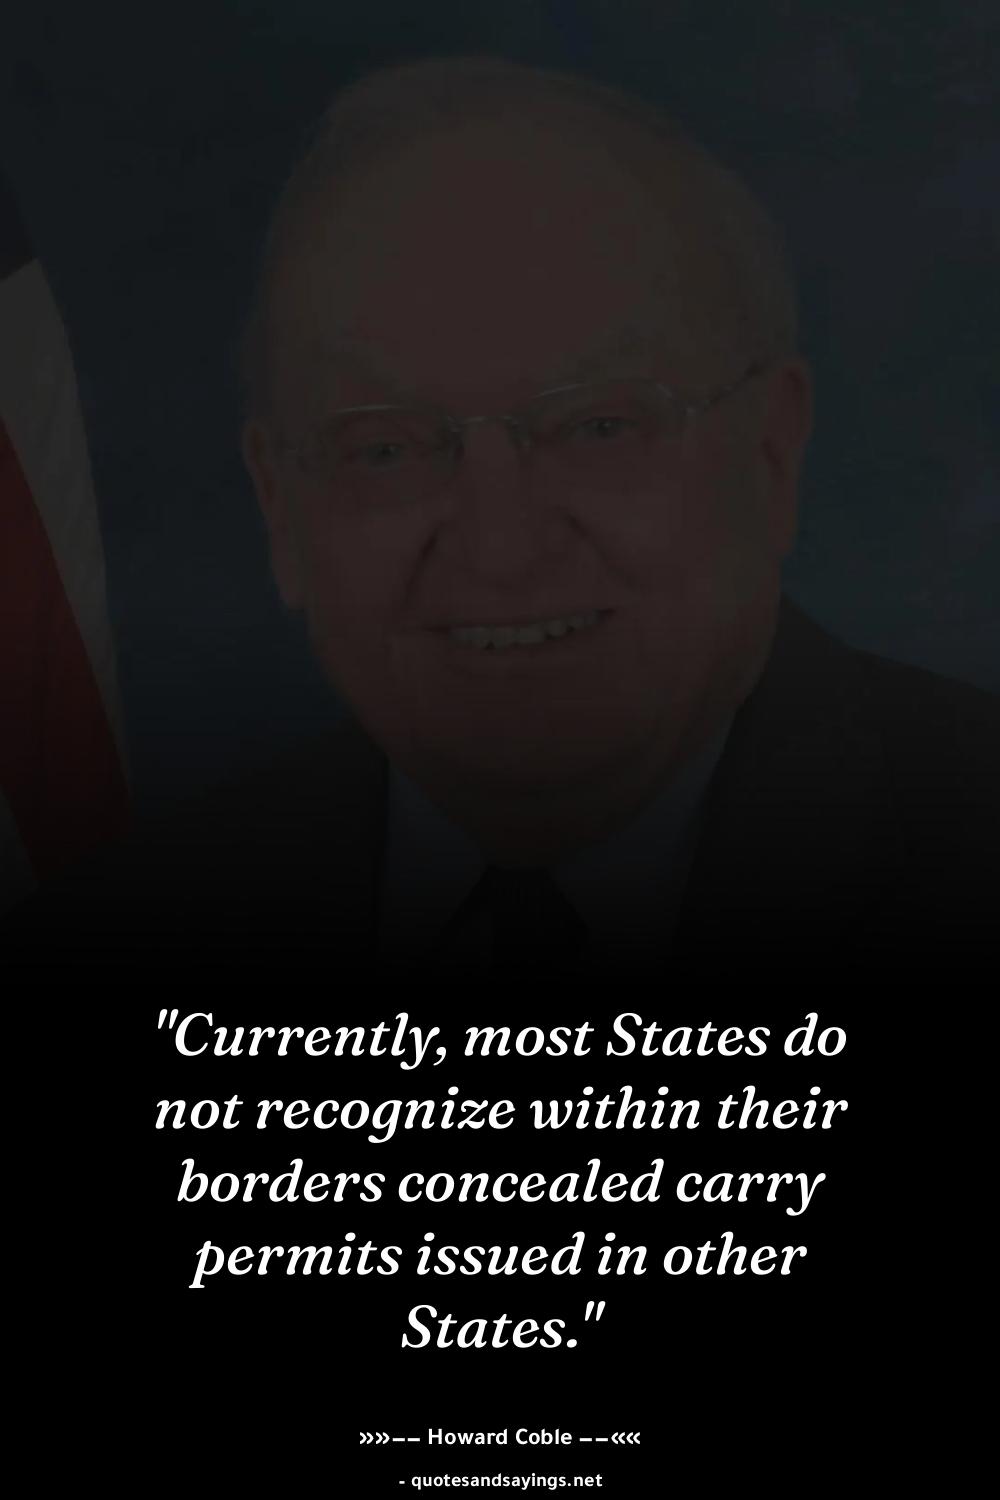 "Currently, most States do
not recognize within their
borders concealed carry
permits issued in other
States."
»»–– Howard Coble ––««
- quotesandsayings.net